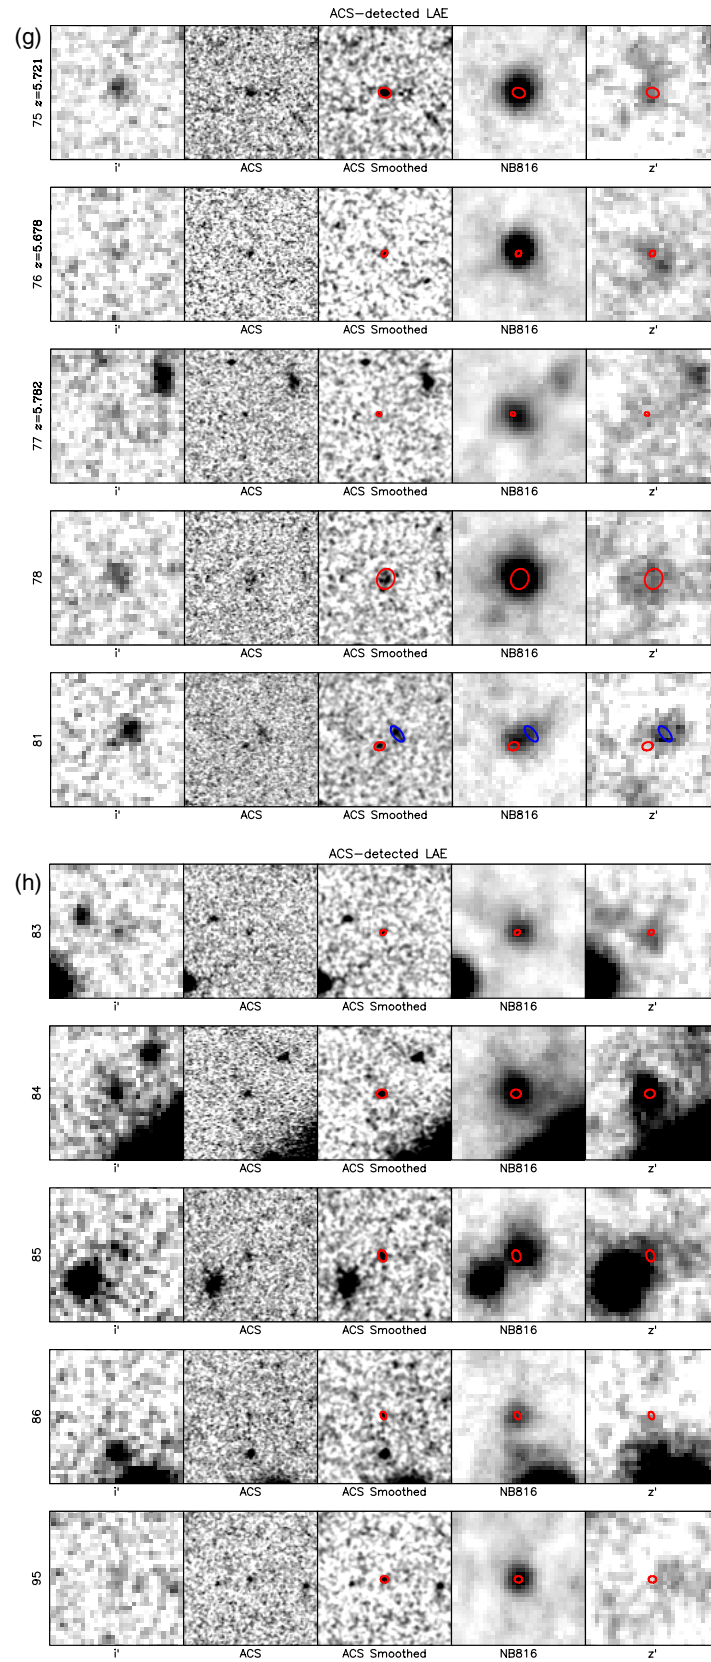 ACS-detected LAE
(g)
75 z=5.721
i' ACS ACS Smoothed NB816 z'
76 z=5.678
i' ACS ACS Smoothed NB816 z'
77 z=5.782
i' ACS ACS Smoothed NB816 z'
78
i' ACS ACS Smoothed NB816 z'
81
i' ACS ACS Smoothed NB816 z'
ACS-detected LAE
(h)
83
i' ACS ACS Smoothed NB816 z'
84
i' ACS ACS Smoothed NB816 z'
85
i' ACS ACS Smoothed NB816 z'
86
i' ACS ACS Smoothed NB816 z'
95
i' ACS ACS Smoothed NB816 z'